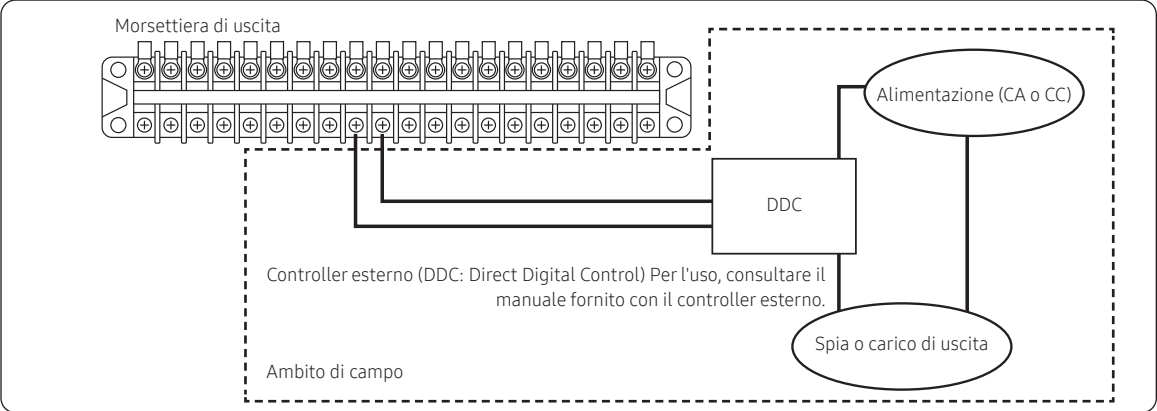 Morsettiera di uscita
Alimentazione (CA o CC)
DDC
Controller esterno (DDC: Direct Digital Control) Per l'uso, consultare il
manuale fornito con il controller esterno.
Spia o carico di uscita
Ambito di campo